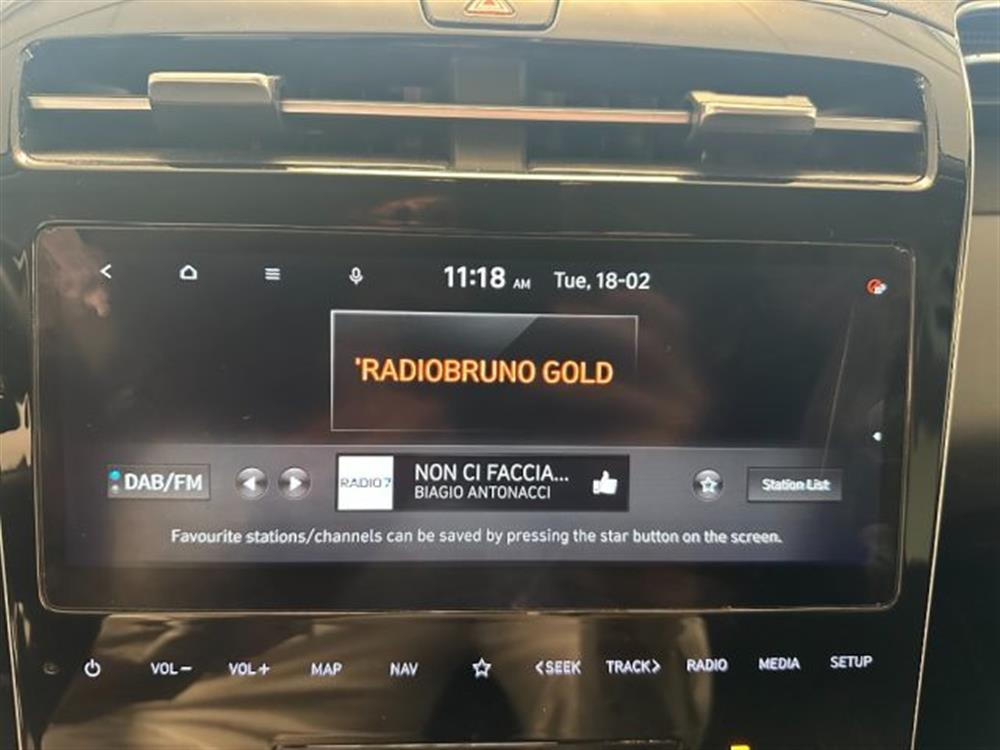 11:18 AM Tue, 18-02
'RADIOBRUNO GOLD
DAB/FM
RADIO 7
NON CI FACCIA...
BIAGIO ANTONACCI
Station List
Favourite stations/channels can be saved by pressing the star button on the screen.
VOL- VOL+ MAP NAV <SEEK TRACK> RADIO MEDIA SETUP